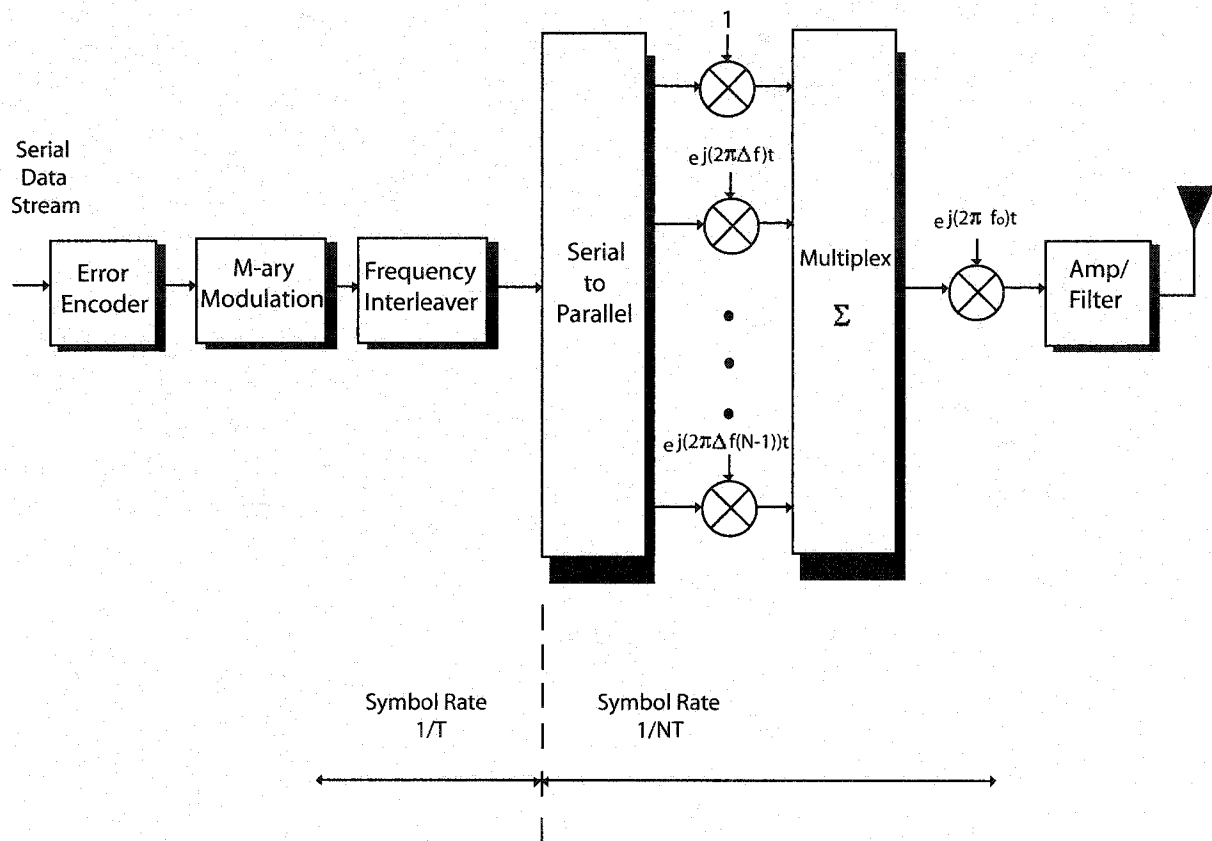 Serial
Data
Stream
Error
Encoder
M-ary
Modulation
Frequency
Interleaver
Serial
to
Parallel
1
e j(2πΔf)t
e j(2πΔf(N-1))t
Multiplex
Σ
e j(2π fo)t
Amp/
Filter
Symbol Rate
1/T
Symbol Rate
1/NT